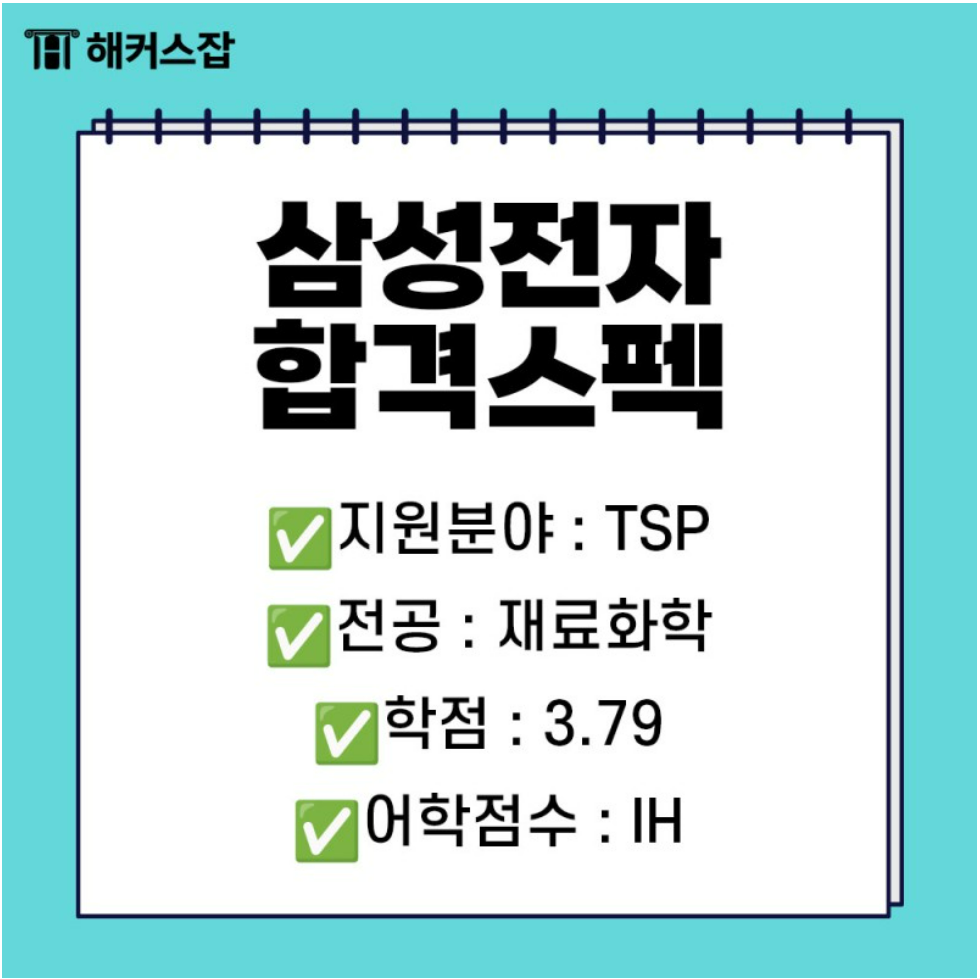 해커스잡
삼성전자
합격스펙
✅지원분야 : TSP
✅전공 : 재료화학
✅학점 : 3.79
✅어학점수 : IH